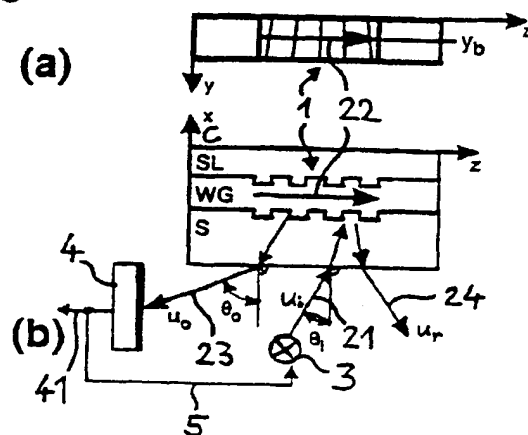 z
(a)
y_b
y
1
22
x
C
SL
z
WG
S
4
θ_o
u_i
24
u_o
(b)
23
21
u_r
41
θ_i
3
5